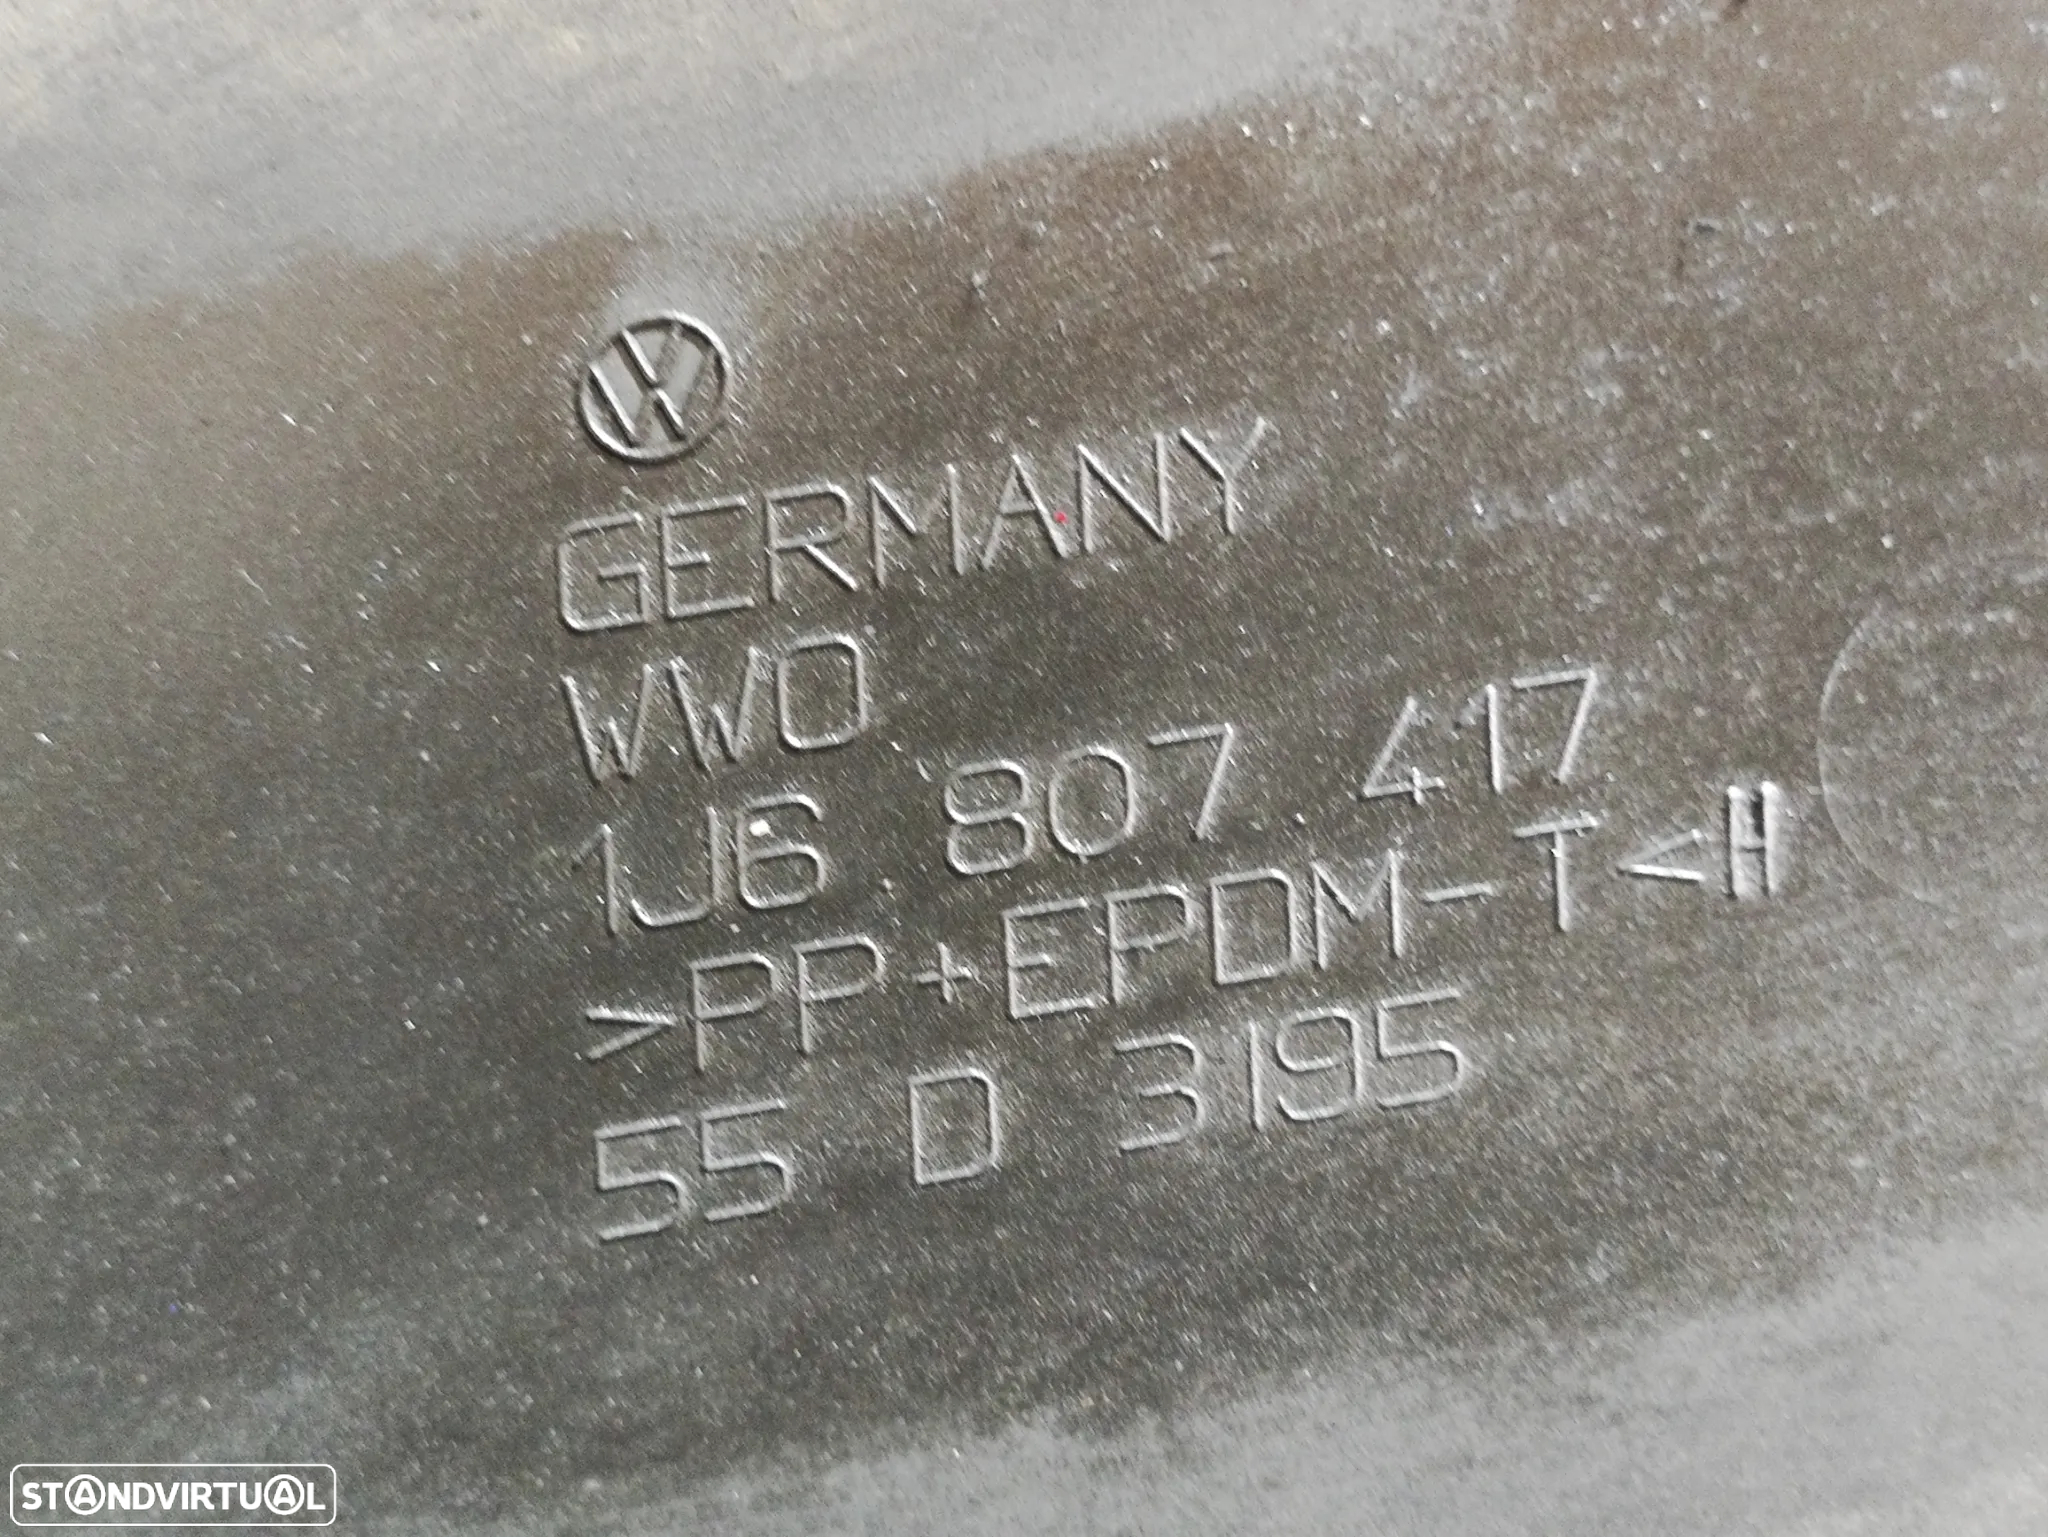 GERMANY
WWO
1J6 807 417
>PP+EPDM-T<H
55 D 3195
STANDVIRTUAL